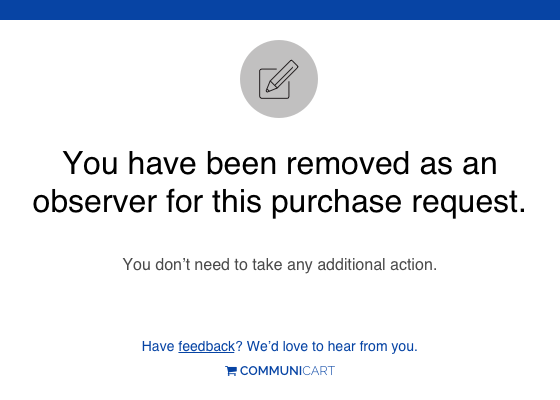 You have been removed as an
observer for this purchase request.
You don’t need to take any additional action.
Have feedback? We’d love to hear from you.
COMMUNICART